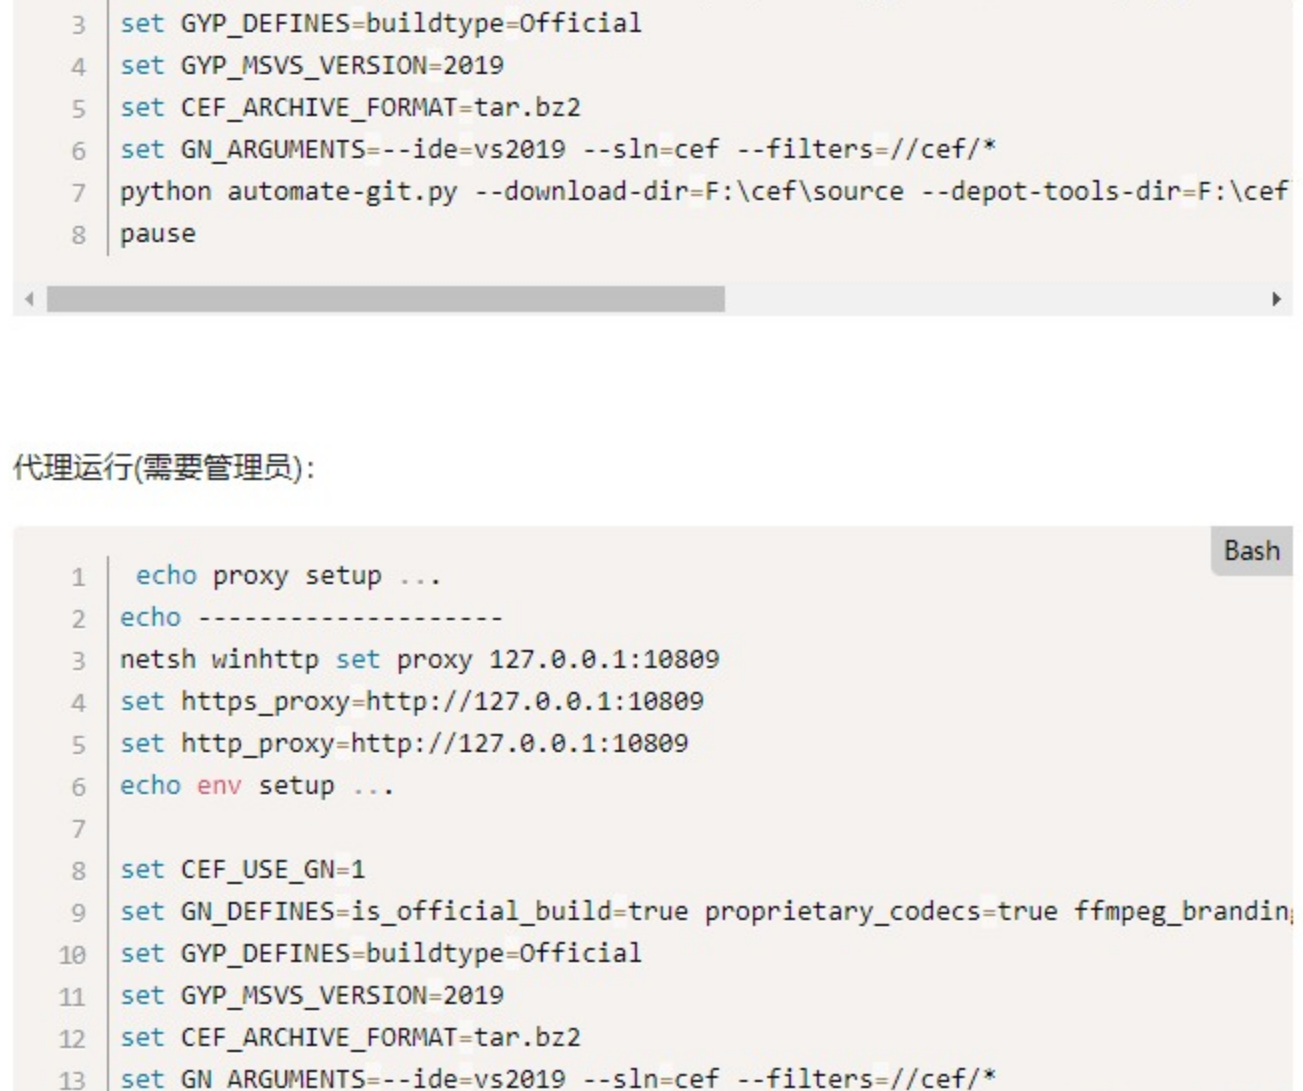 3 set GYP_DEFINES=buildtype=Official
4 set GYP_MSVS_VERSION=2019
5 set CEF_ARCHIVE_FORMAT=tar.bz2
6 set GN_ARGUMENTS=--ide=vs2019 --sln=cef --filters=//cef/*
7 python automate-git.py --download-dir=F:\cef\source --depot-tools-dir=F:\cef
8 pause
代理运行(需要管理员):
Bash
1 echo proxy setup ...
2 echo --------------------
3 netsh winhttp set proxy 127.0.0.1:10809
4 set https_proxy=http://127.0.0.1:10809
5 set http_proxy=http://127.0.0.1:10809
6 echo env setup ...
7
8 set CEF_USE_GN=1
9 set GN_DEFINES=is_official_build=true proprietary_codecs=true ffmpeg_branding
10 set GYP_DEFINES=buildtype=Official
11 set GYP_MSVS_VERSION=2019
12 set CEF_ARCHIVE_FORMAT=tar.bz2
13 set GN_ARGUMENTS=--ide=vs2019 --sln=cef --filters=//cef/*